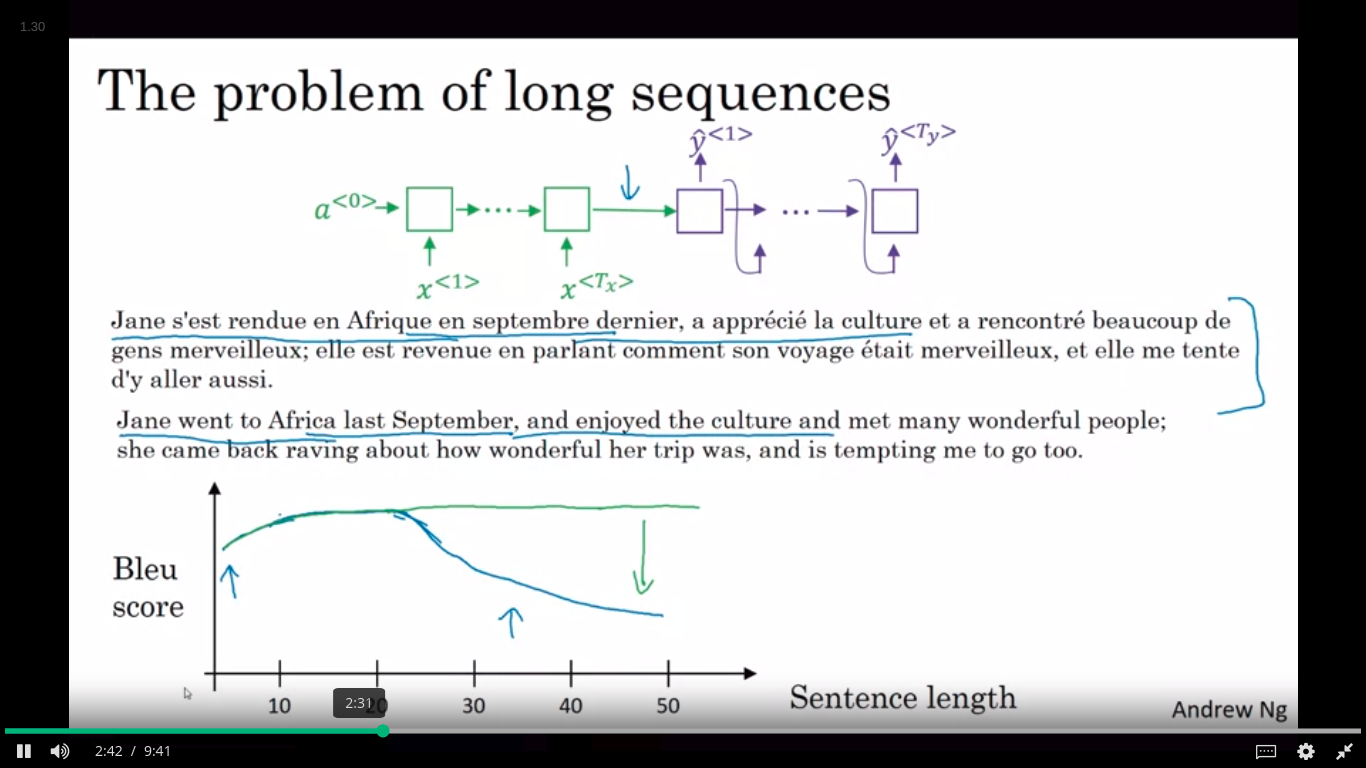 1.30
The problem of long sequences
ŷ<1> ŷ<Ty>
a<0>
x<1> x<Tx>
Jane s'est rendue en Afrique en septembre dernier, a apprécié la culture et a rencontré beaucoup de
gens merveilleux; elle est revenue en parlant comment son voyage était merveilleux, et elle me tente
d'y aller aussi.
Jane went to Africa last September, and enjoyed the culture and met many wonderful people;
she came back raving about how wonderful her trip was, and is tempting me to go too.
Bleu
score
10 20 30 40 50
Sentence length
Andrew Ng
2:31
2:42 / 9:41